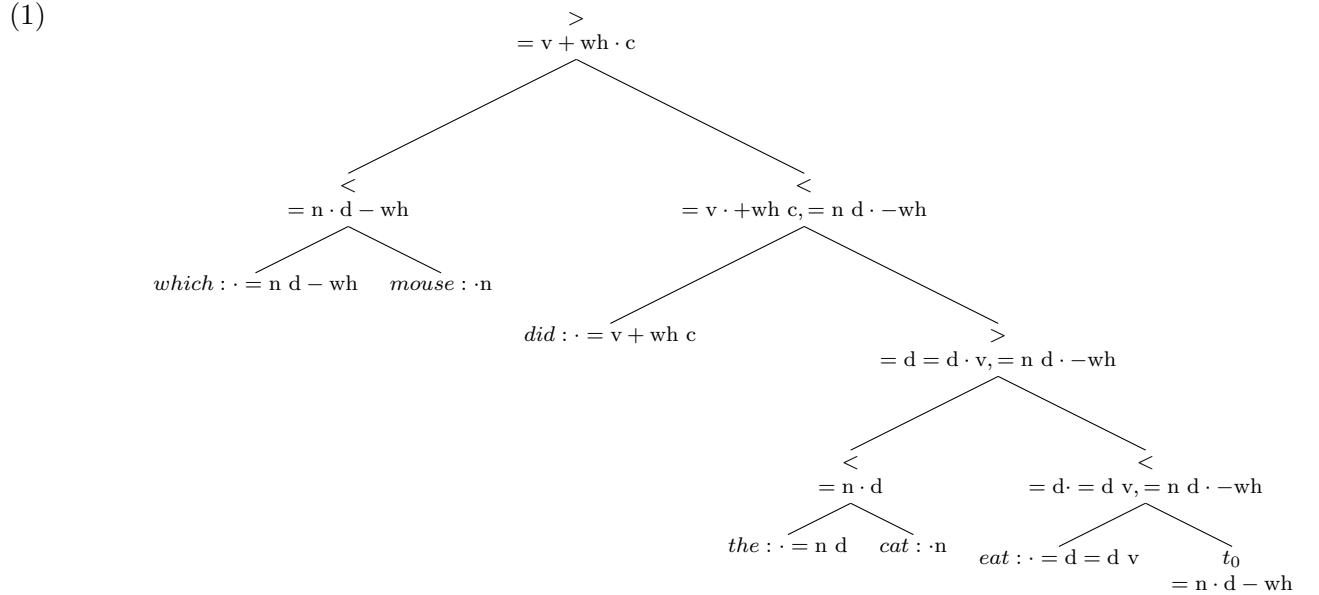 (1)
>
= v + wh · c
<
= n · d − wh
<
= v · +wh c, = n d · −wh
which : · = n d − wh
mouse : ·n
did : · = v + wh c
>
= d = d · v, = n d · −wh
<
= n · d
<
= d· = d v, = n d · −wh
the : · = n d
cat : ·n
eat : · = d = d v
t₀
= n · d − wh